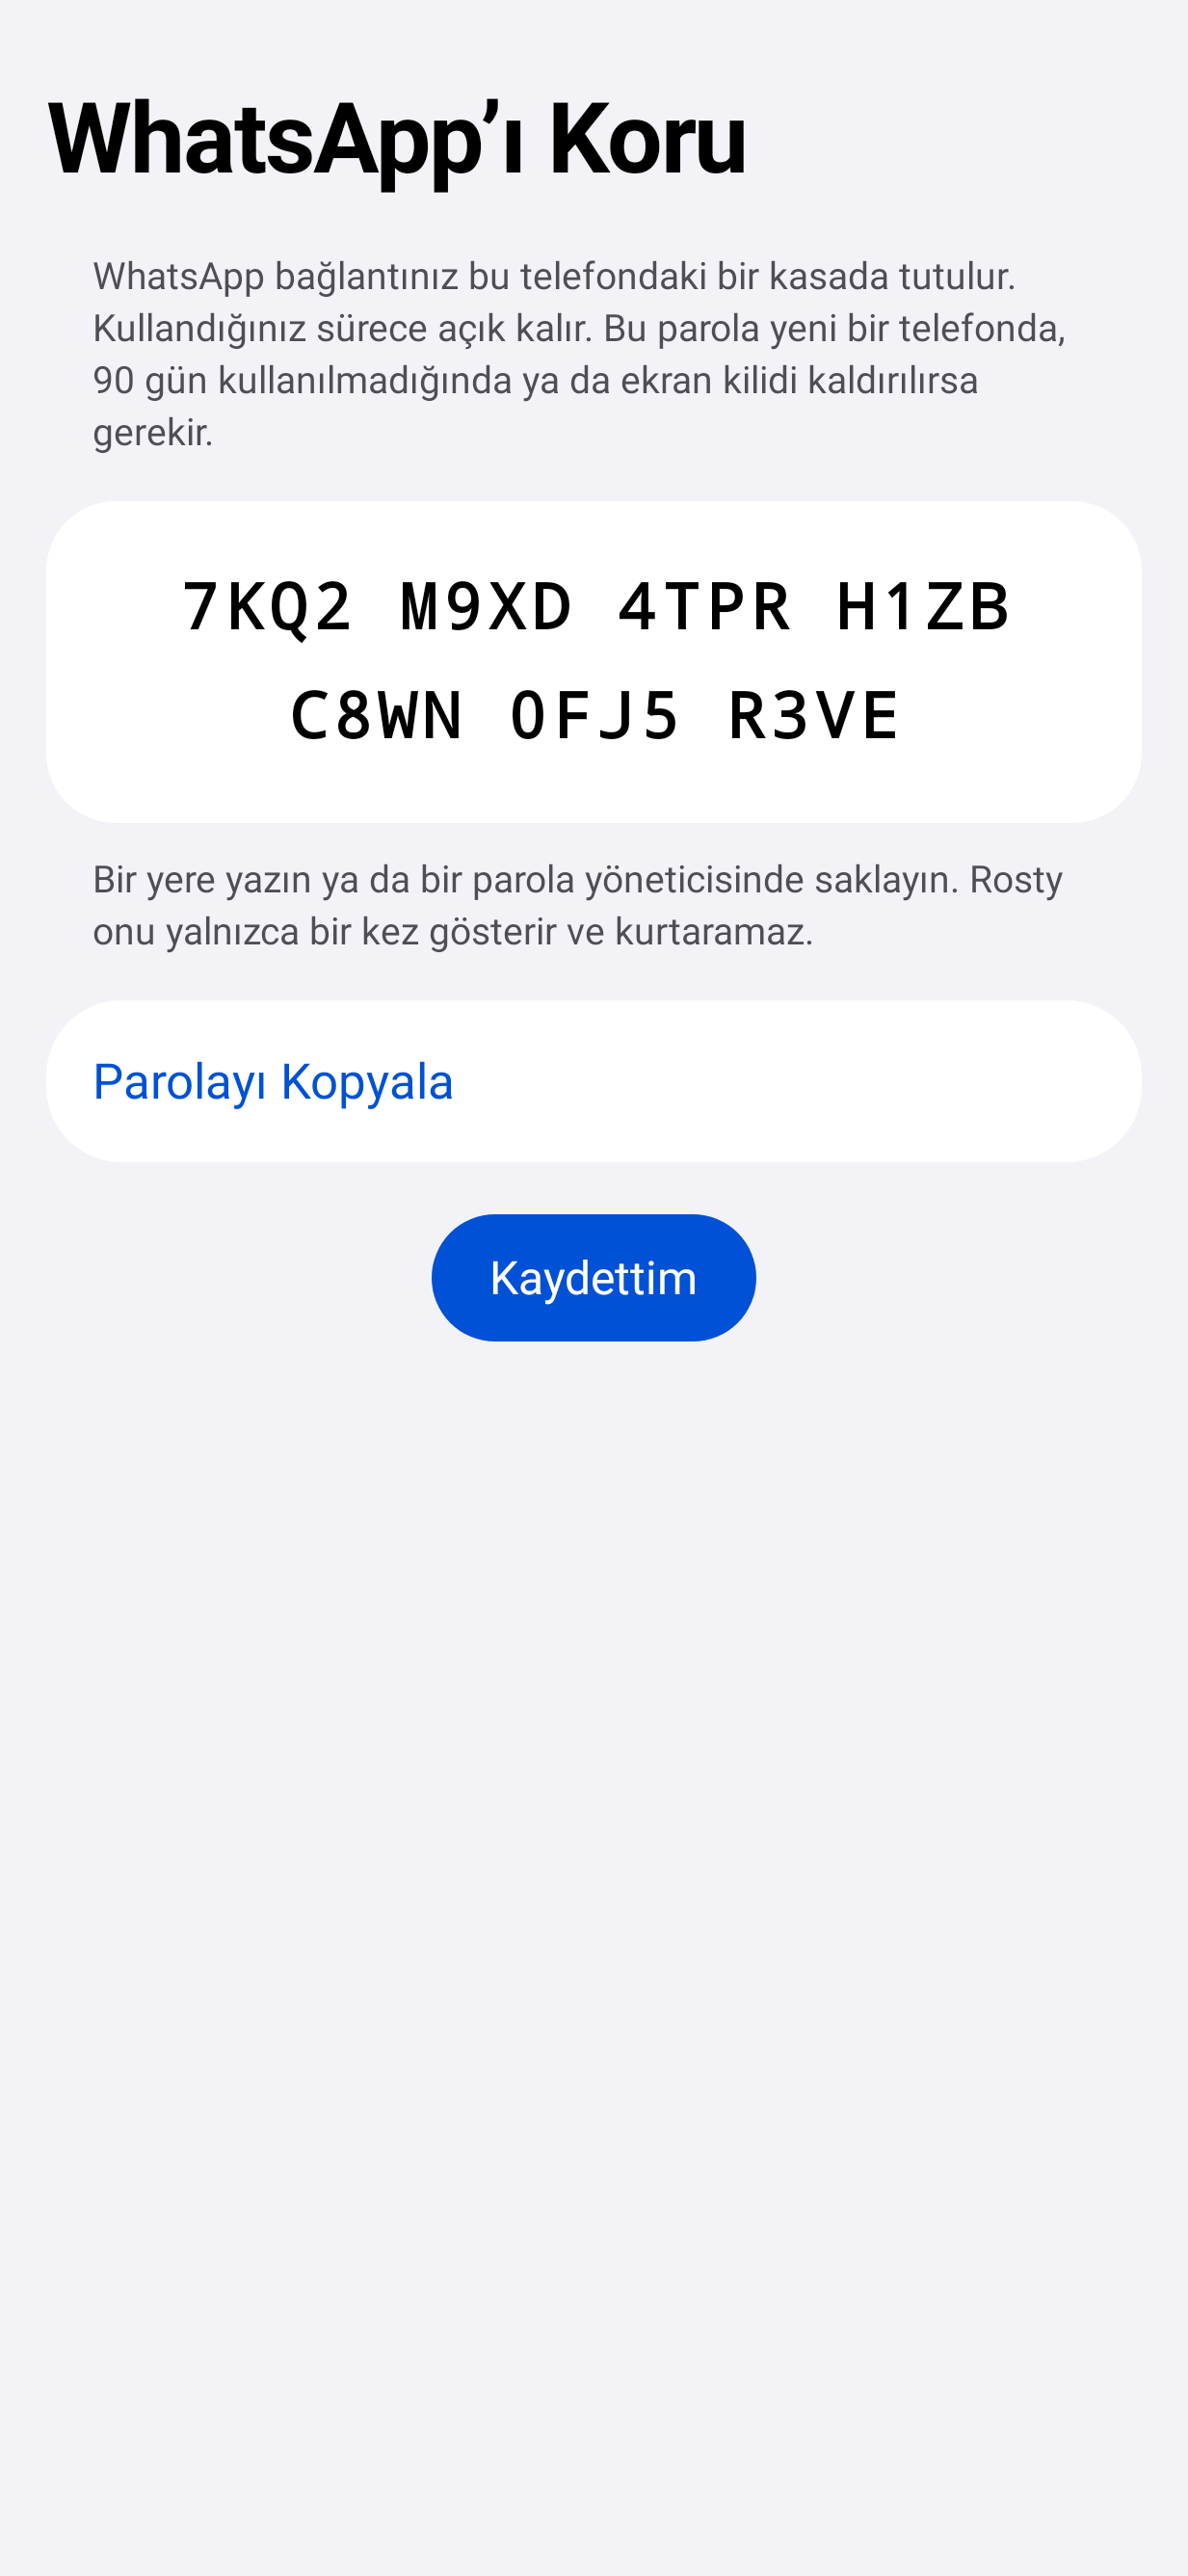 WhatsApp’ı Koru
WhatsApp bağlantınız bu telefondaki bir kasada tutulur.
Kullandığınız sürece açık kalır. Bu parola yeni bir telefonda,
90 gün kullanılmadığında ya da ekran kilidi kaldırılırsa
gerekir.
7KQ2 M9XD 4TPR H1ZB
C8WN 0FJ5 R3VE
Bir yere yazın ya da bir parola yöneticisinde saklayın. Rosty
onu yalnızca bir kez gösterir ve kurtaramaz.
Parolayı Kopyala
Kaydettim